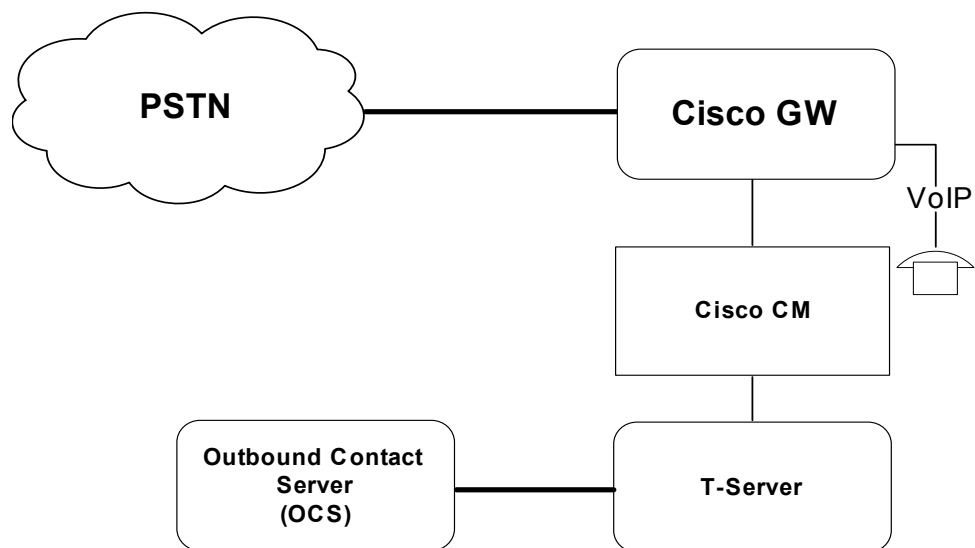 PSTN
Cisco GW
VoIP
Cisco CM
Outbound Contact
Server
(OCS)
T-Server